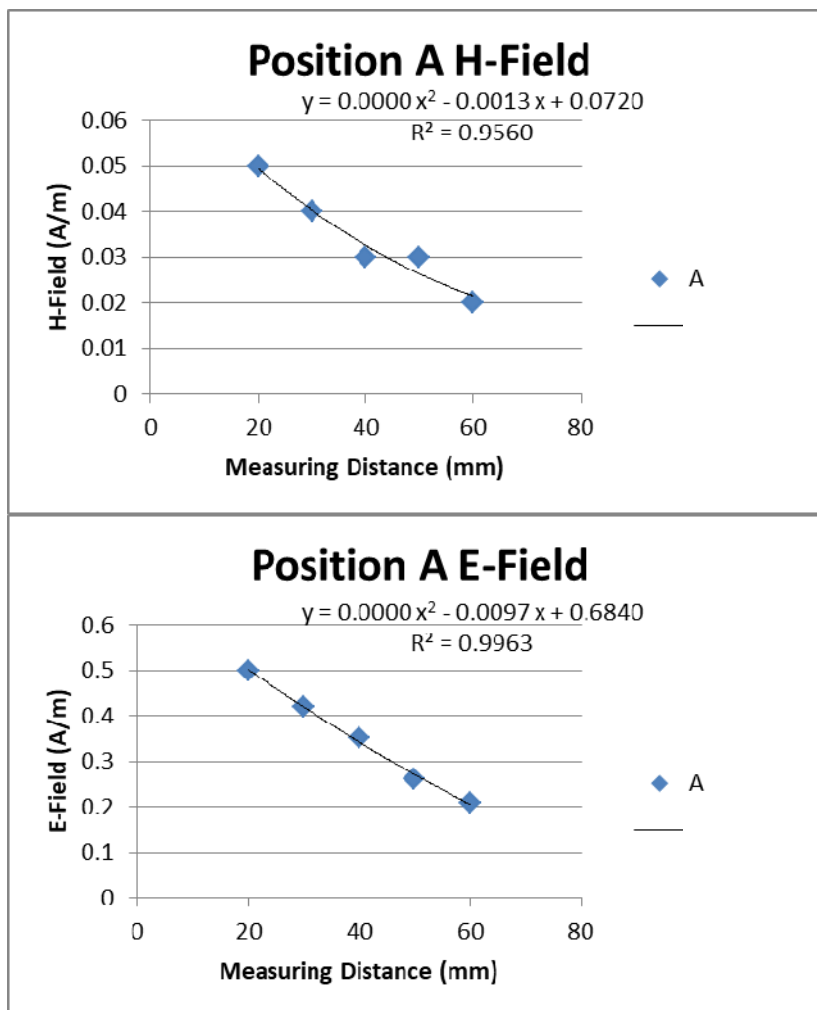 Position A H-Field
y = 0.0000 x² - 0.0013 x + 0.0720
R² = 0.9560
0.06
0.05
0.04
0.03
0.02
0.01
0
H-Field (A/m)
0 20 40 60 80
Measuring Distance (mm)
A
Position A E-Field
y = 0.0000 x² - 0.0097 x + 0.6840
R² = 0.9963
0.6
0.5
0.4
0.3
0.2
0.1
0
E-Field (A/m)
0 20 40 60 80
Measuring Distance (mm)
A